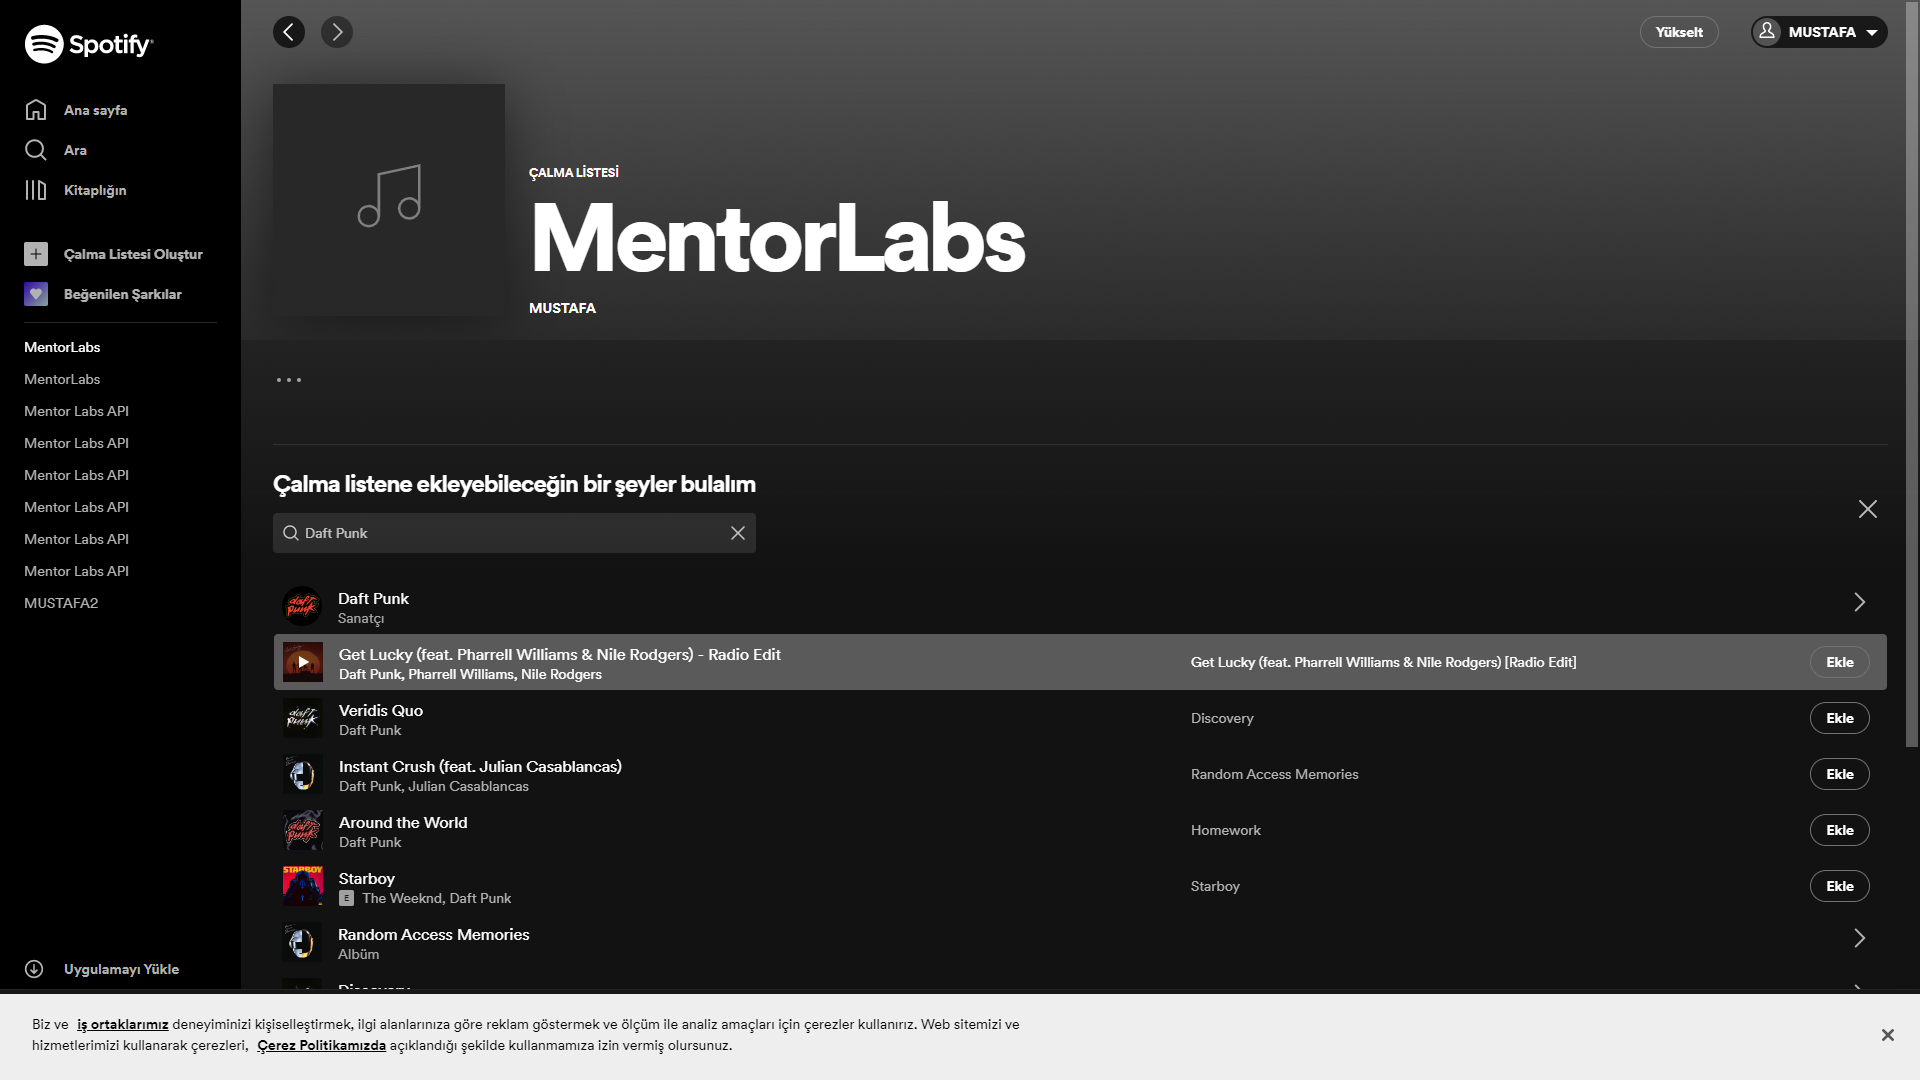 Spotify
Ana sayfa
Ara
Kitaplığın
Çalma Listesi Oluştur
Beğenilen Şarkılar
MentorLabs
MentorLabs
Mentor Labs API
Mentor Labs API
Mentor Labs API
Mentor Labs API
Mentor Labs API
Mentor Labs API
MUSTAFA2
Uygulamayı Yükle
Yükselt
MUSTAFA
ÇALMA LİSTESİ
MentorLabs
MUSTAFA
Çalma listene ekleyebileceğin bir şeyler bulalım
Daft Punk
Daft Punk
Sanatçı
Get Lucky (feat. Pharrell Williams & Nile Rodgers) - Radio Edit
Daft Punk, Pharrell Williams, Nile Rodgers
Get Lucky (feat. Pharrell Williams & Nile Rodgers) [Radio Edit]
Ekle
Veridis Quo
Daft Punk
Discovery
Ekle
Instant Crush (feat. Julian Casablancas)
Daft Punk, Julian Casablancas
Random Access Memories
Ekle
Around the World
Daft Punk
Homework
Ekle
STARBOY
Starboy
E The Weeknd, Daft Punk
Starboy
Ekle
Random Access Memories
Albüm
Discovery
Biz ve iş ortaklarımız deneyiminizi kişiselleştirmek, ilgi alanlarınıza göre reklam göstermek ve ölçüm ile analiz amaçları için çerezler kullanırız. Web sitemizi ve
hizmetlerimizi kullanarak çerezleri, Çerez Politikamızda açıklandığı şekilde kullanmamıza izin vermiş olursunuz.